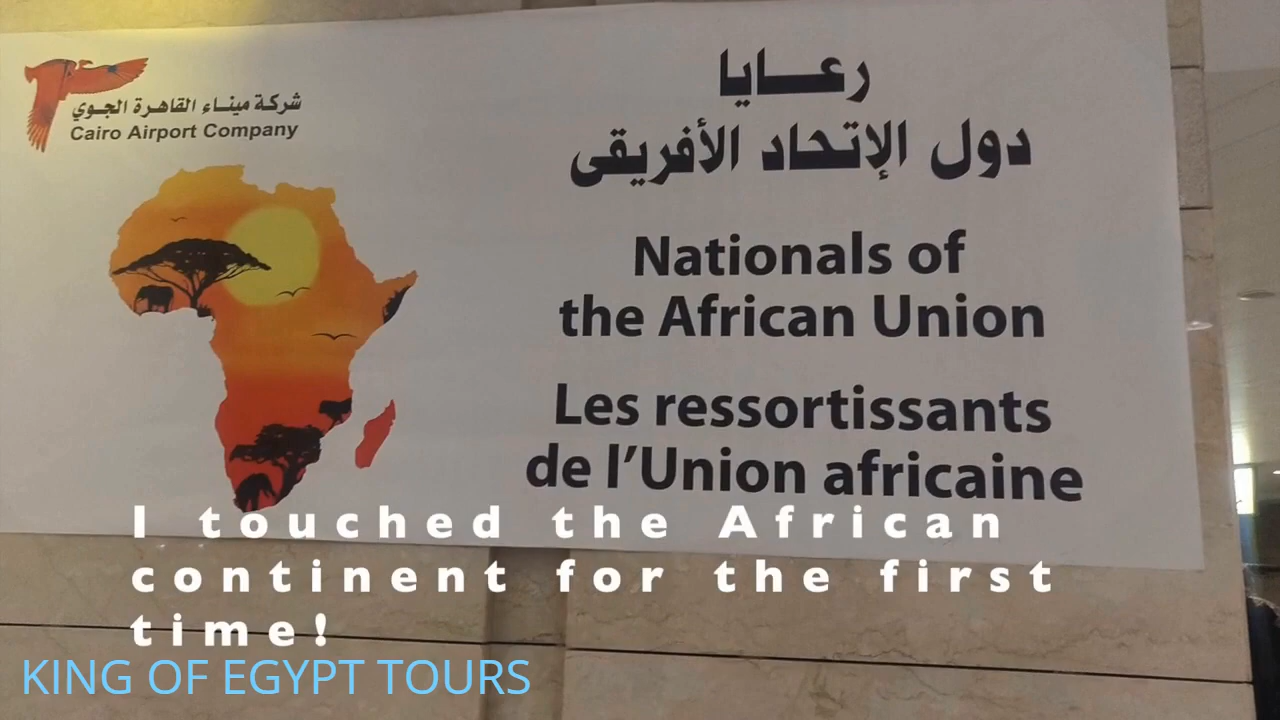 شركة ميناء القاهرة الجوي
Cairo Airport Company
رعايا
دول الإتحاد الأفريقى
Nationals of
the African Union
Les ressortissants
de l’Union africaine
I touched the African
continent for the first
time!
KING OF EGYPT TOURS